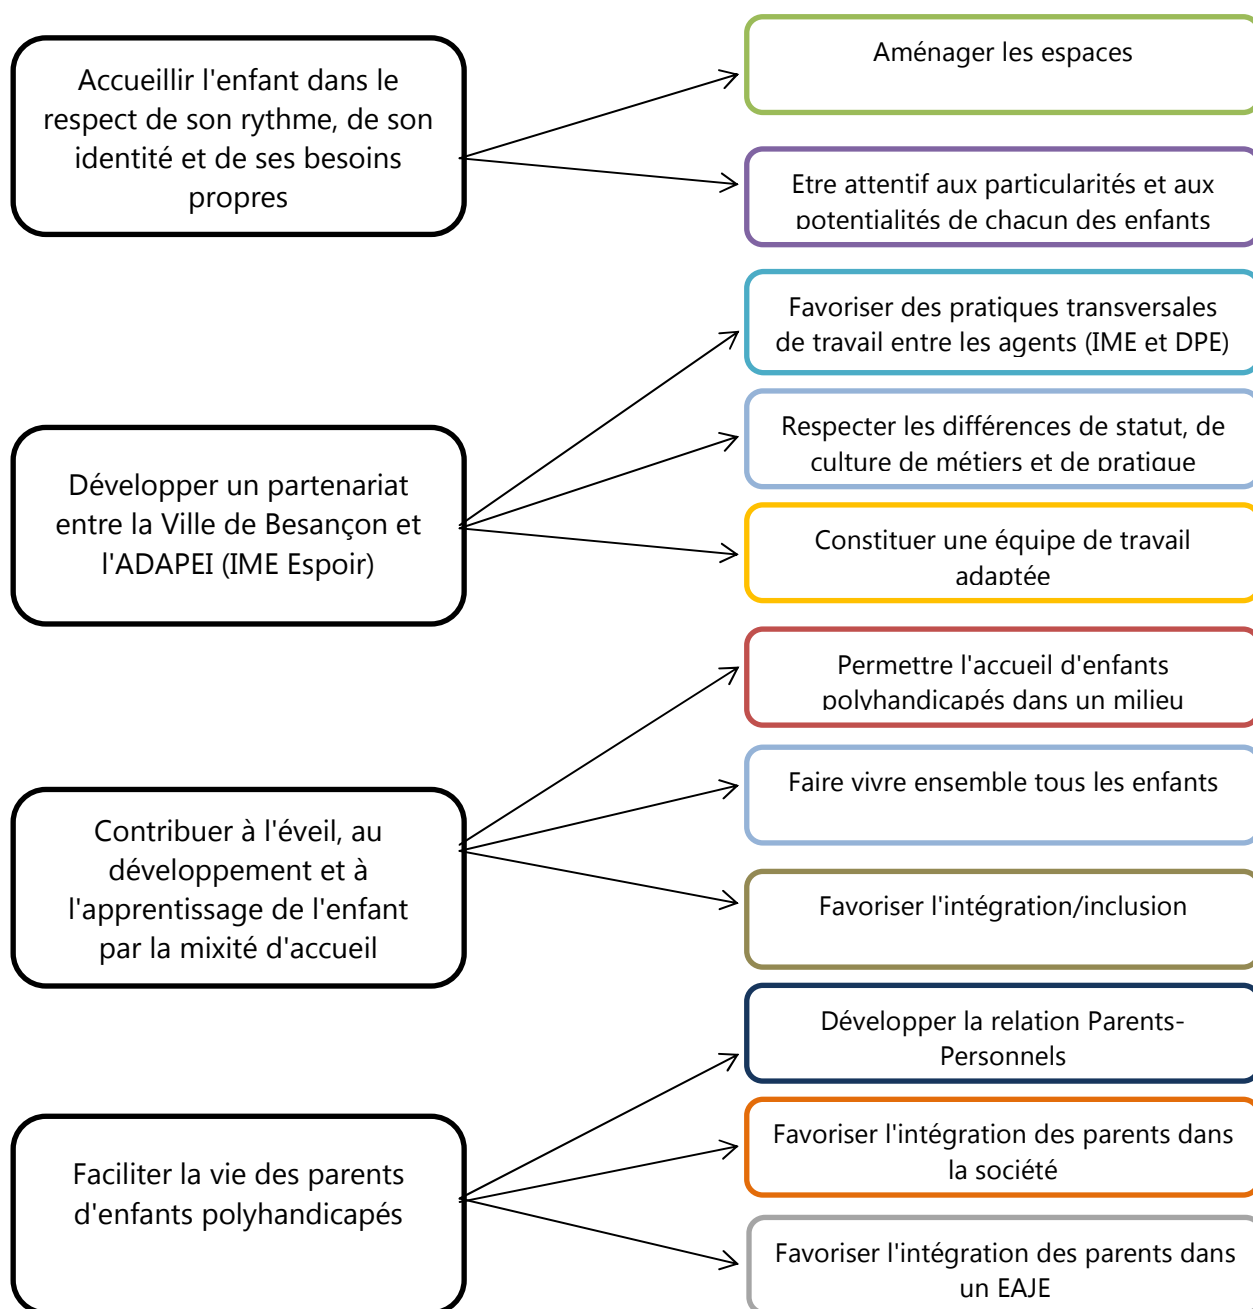 Accueillir l'enfant dans le
respect de son rythme, de son
identité et de ses besoins
propres
Aménager les espaces
Etre attentif aux particularités et aux
potentialités de chacun des enfants
Développer un partenariat
entre la Ville de Besançon et
l'ADAPEI (IME Espoir)
Favoriser des pratiques transversales
de travail entre les agents (IME et DPE)
Respecter les différences de statut, de
culture de métiers et de pratique
Constituer une équipe de travail
adaptée
Contribuer à l'éveil, au
développement et à
l'apprentissage de l'enfant
par la mixité d'accueil
Permettre l'accueil d'enfants
polyhandicapés dans un milieu
Faire vivre ensemble tous les enfants
Favoriser l'intégration/inclusion
Faciliter la vie des parents
d'enfants polyhandicapés
Développer la relation Parents-
Personnels
Favoriser l'intégration des parents dans
la société
Favoriser l'intégration des parents dans
un EAJE